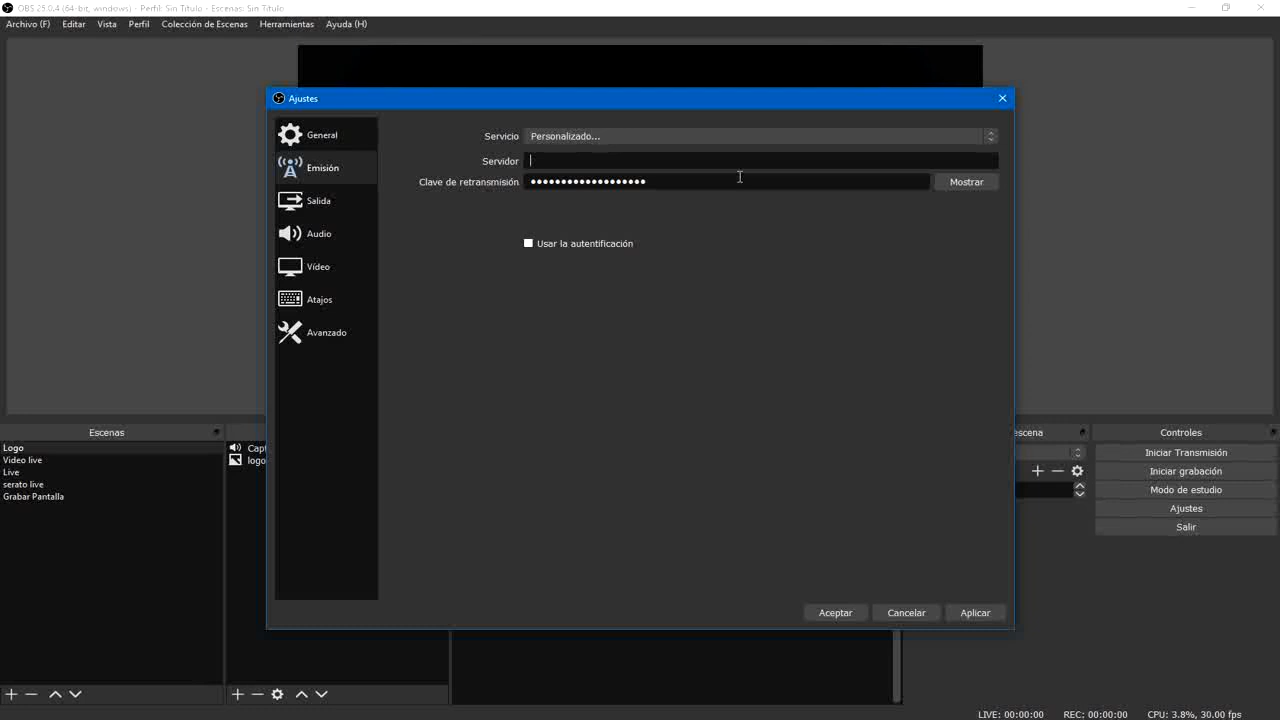 OBS 25.0.4 (64-bit, windows) - Perfil: Sin Título - Escenas: Sin Título
Archivo (F) Editar Vista Perfil Colección de Escenas Herramientas Ayuda (H)
Ajustes
General
Emisión
Salida
Audio
Vídeo
Atajos
Avanzado
Servicio Personalizado...
Servidor
Clave de retransmisión ••••••••••••••••••• Mostrar
Usar la autentificación
Aceptar Cancelar Aplicar
Escenas
Logo
Video live
Live
serato live
Grabar Pantalla
Capt
logo
escena
Controles
Iniciar Transmisión
Iniciar grabación
Modo de estudio
Ajustes
Salir
LIVE: 00:00:00 REC: 00:00:00 CPU: 3.8%, 30.00 fps